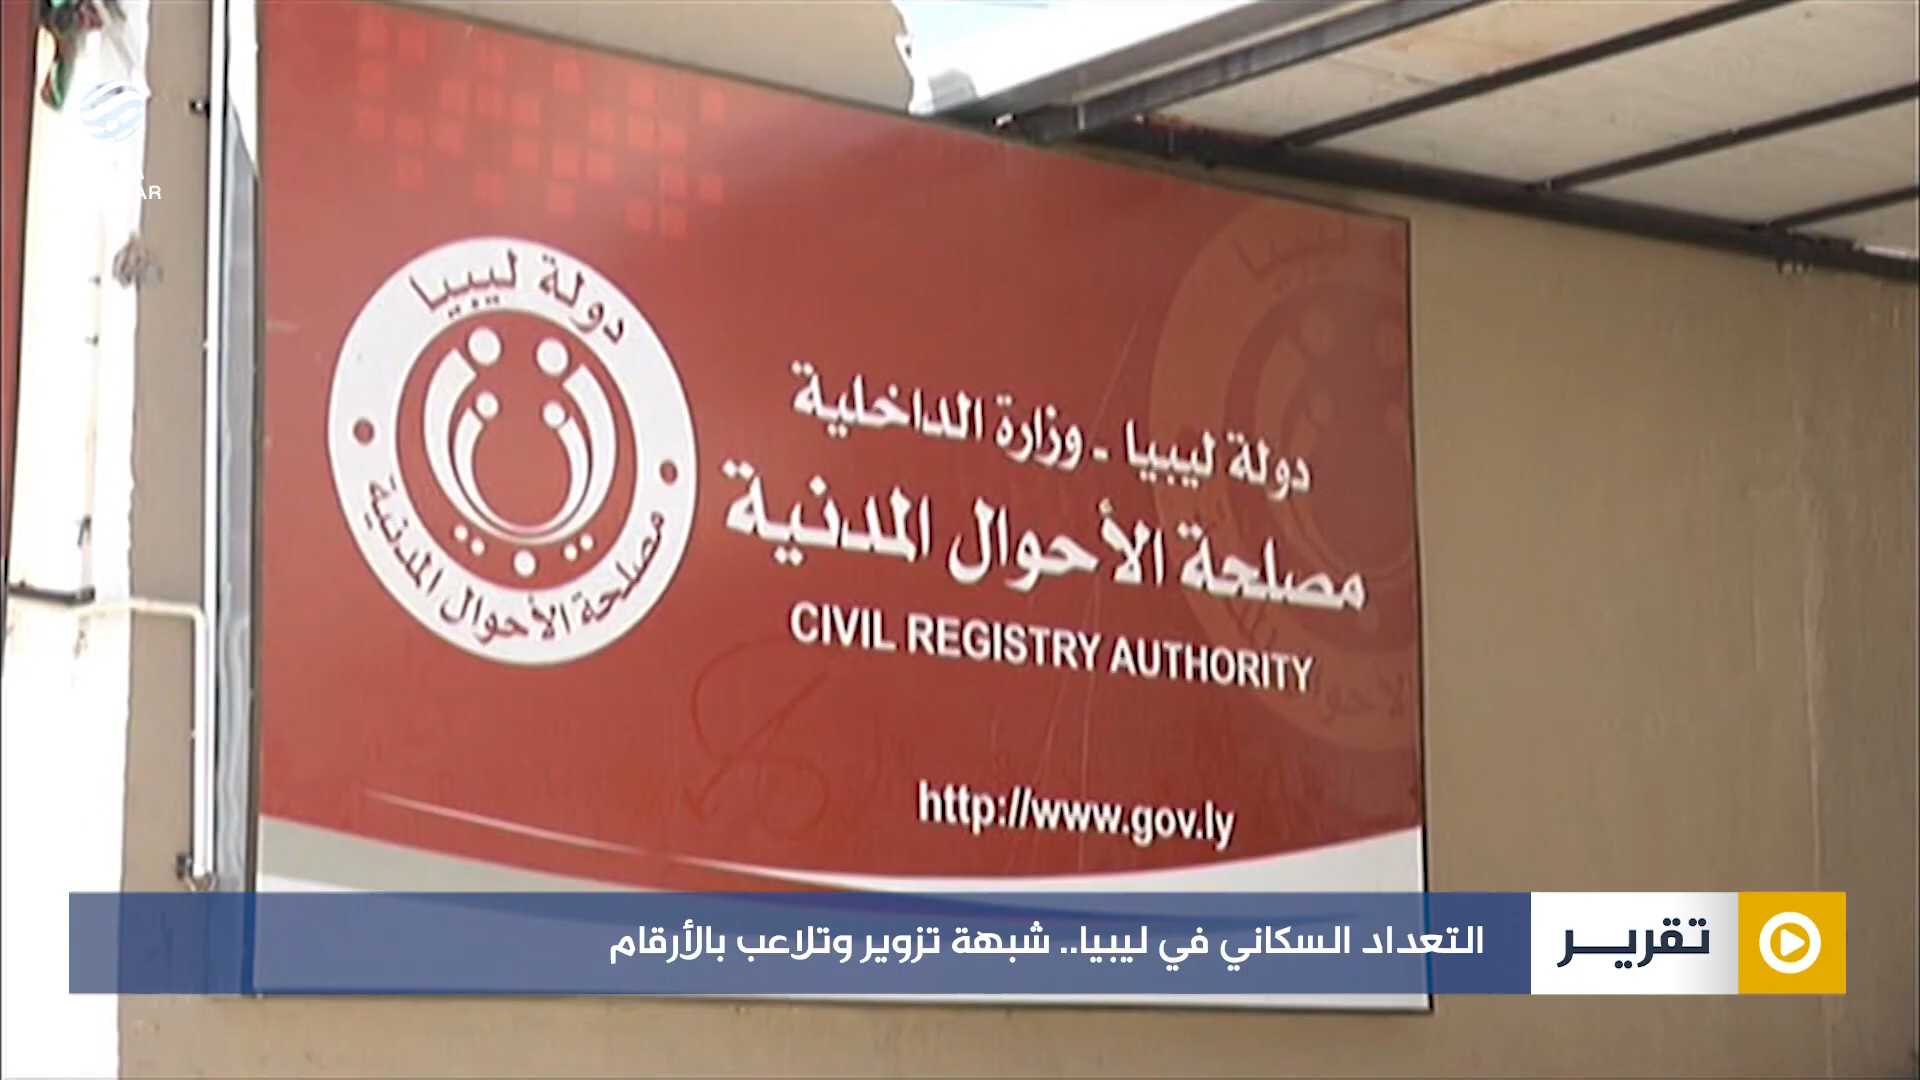 دولة ليبيا
مصلحة الأحوال المدنية
دولة ليبيا - وزارة الداخلية
مصلحة الأحوال المدنية
CIVIL REGISTRY AUTHORITY
http://www.gov.ly
تقرير
التعداد السكاني في ليبيا.. شبهة تزوير وتلاعب بالأرقام